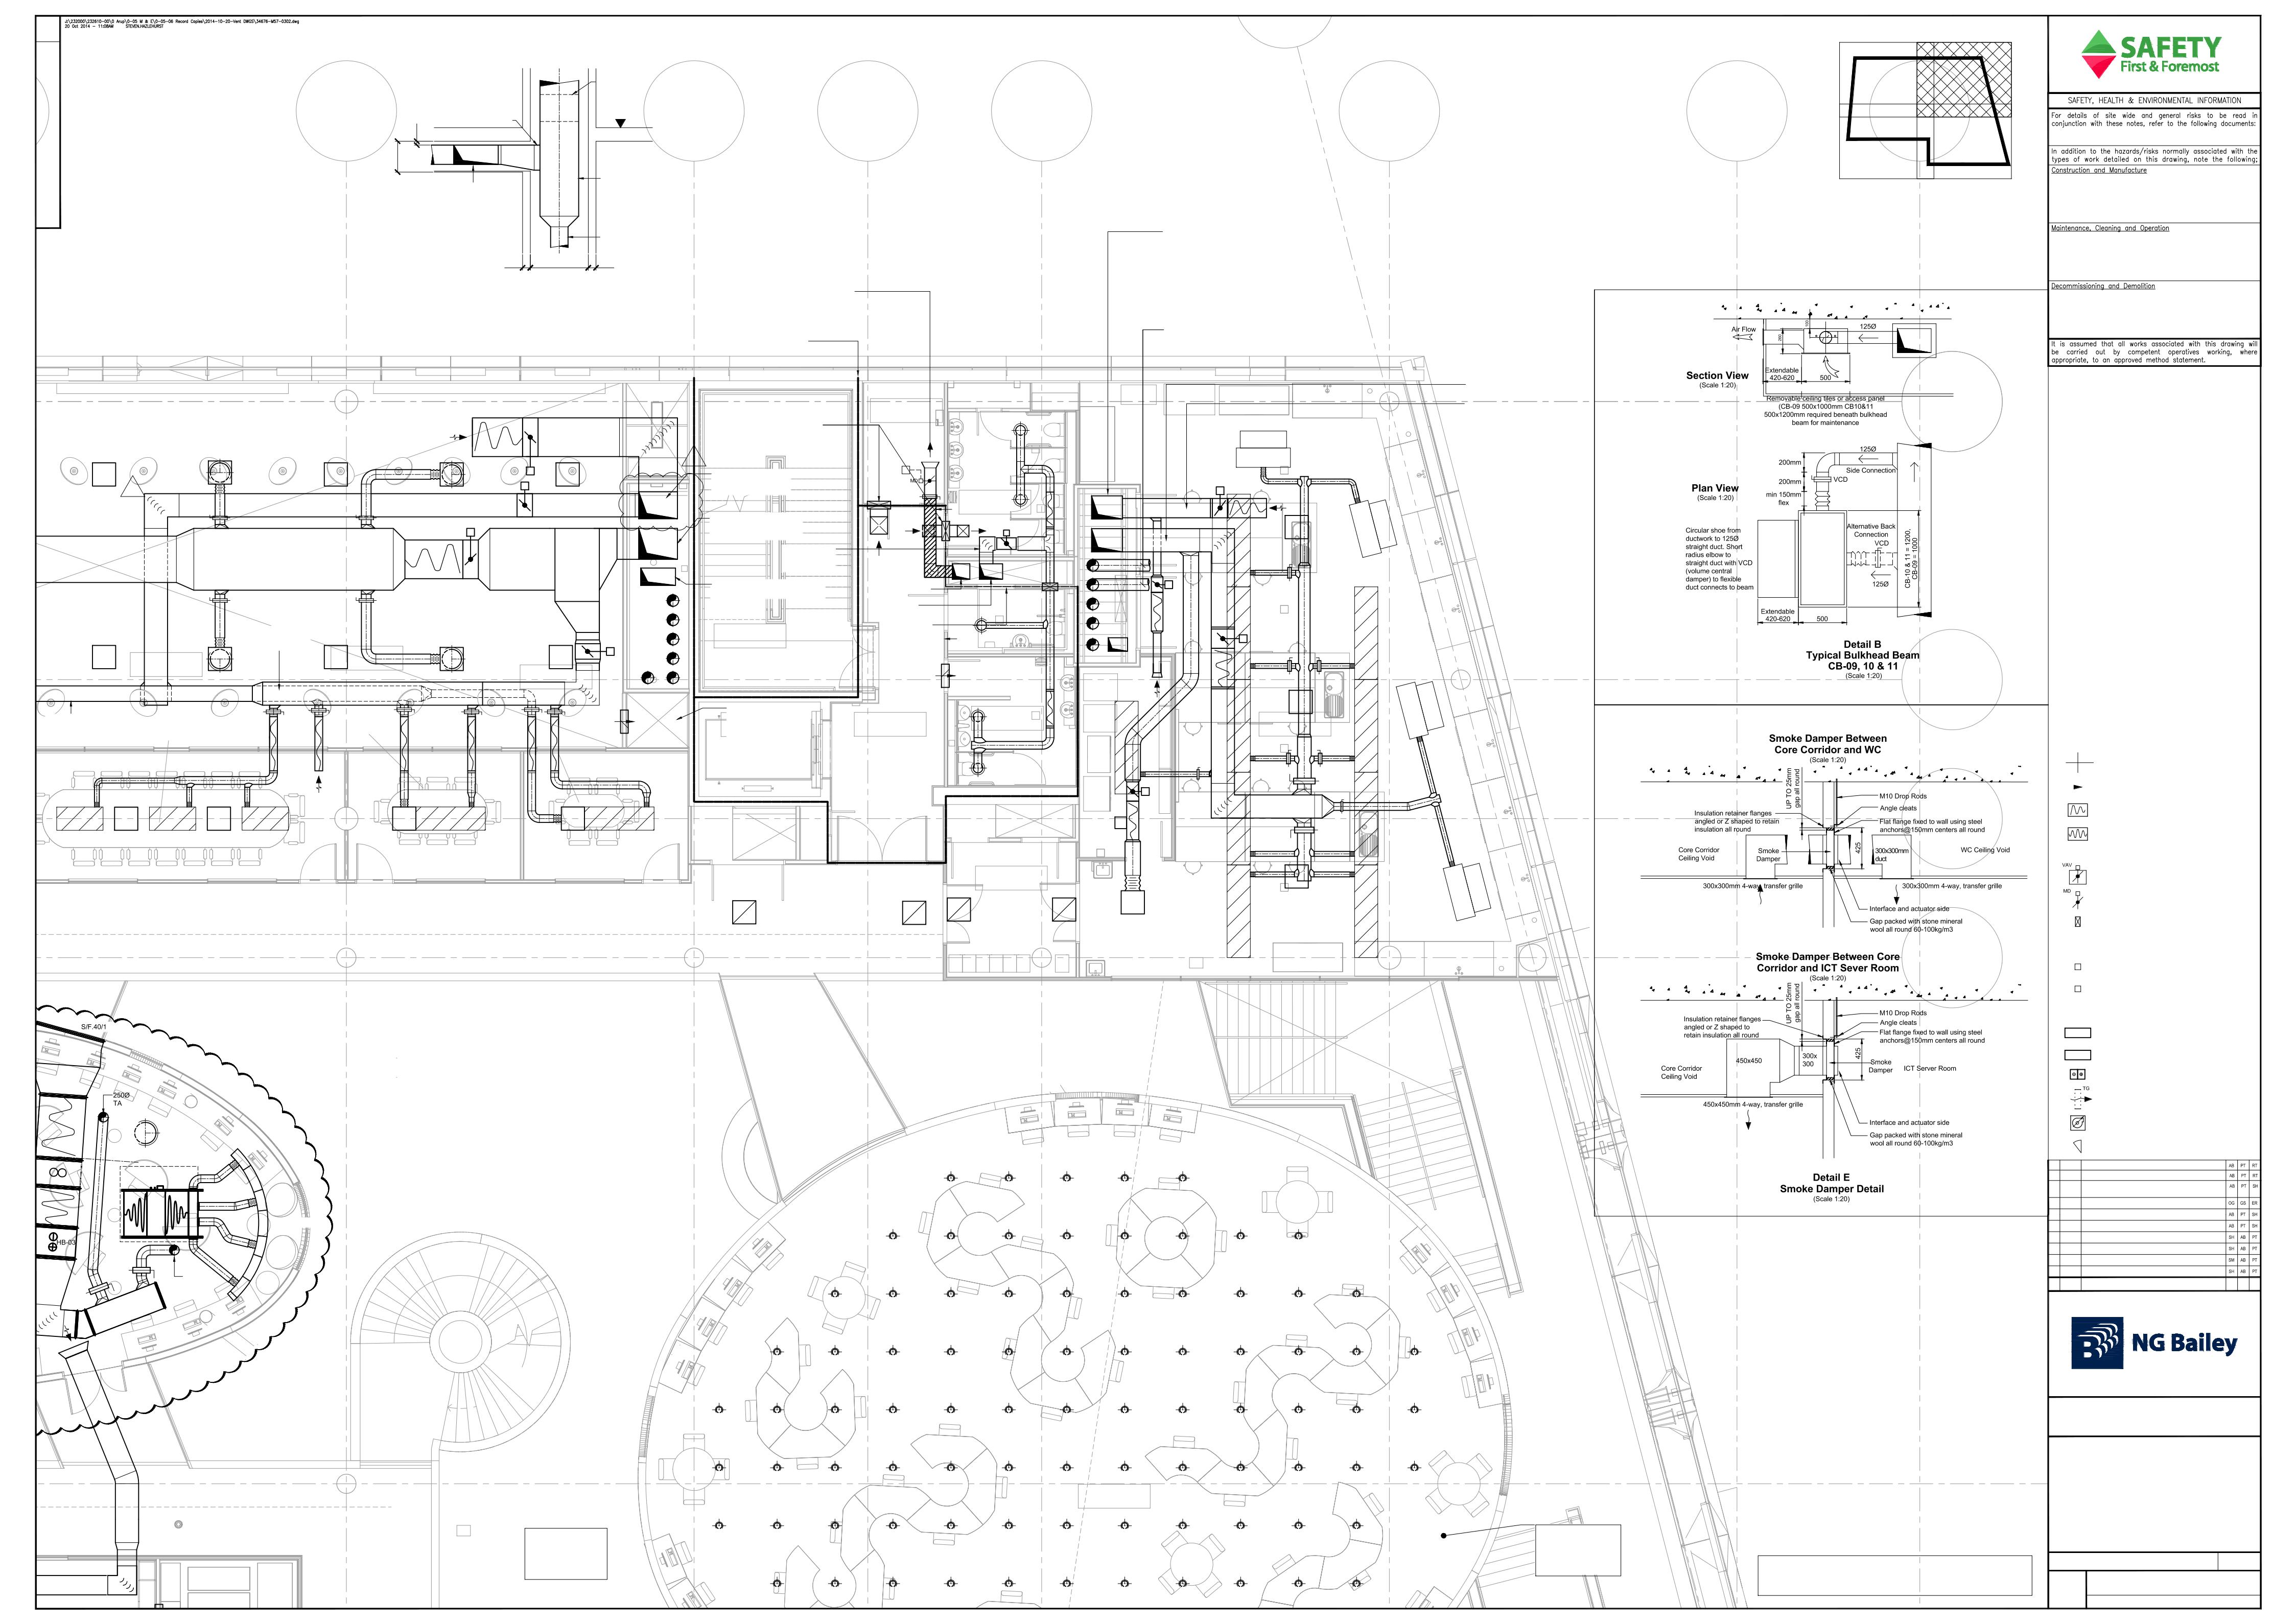 J:\232000\232610-00\0 Arup\0-05 M & E\0-05-06 Record Copies\2014-10-20-Vent DWGS\34676-M57-0302.dwg
20 Oct 2014 - 11:08AM STEVEN.HAZLEHURST
SAFETY
First & Foremost
SAFETY, HEALTH & ENVIRONMENTAL INFORMATION
For details of site wide and general risks to be read in
conjunction with these notes, refer to the following documents:
In addition to the hazards/risks normally associated with the
types of work detailed on this drawing, note the following;
Construction and Manufacture
Maintenance, Cleaning and Operation
Decommissioning and Demolition
It is assumed that all works associated with this drawing will
be carried out by competent operatives working, where
appropriate, to an approved method statement.
Air Flow
125Ø
Section View
(Scale 1:20)
Extendable
420-620
500
Removable ceiling tiles or access panel
(CB-09 500x1000mm CB10&11
500x1200mm required beneath bulkhead
beam for maintenance
125Ø
200mm
Side Connection
200mm
VCD
Plan View
(Scale 1:20)
min 150mm
flex
Circular shoe from
ductwork to 125Ø
straight duct. Short
radius elbow to
straight duct with VCD
(volume central
damper) to flexible
duct connects to beam
Alternative Back
Connection
VCD
125Ø
CB-10 & 11 = 1200,
CB-09 = 1000
Extendable
420-620
500
Detail B
Typical Bulkhead Beam
CB-09, 10 & 11
(Scale 1:20)
Smoke Damper Between
Core Corridor and WC
(Scale 1:20)
UP TO 25mm
gap all round
M10 Drop Rods
Angle cleats
Insulation retainer flanges
angled or Z shaped to retain
insulation all round
Flat flange fixed to wall using steel
anchors@150mm centers all round
Core Corridor
Ceiling Void
Smoke
Damper
425
300x300mm
duct
WC Ceiling Void
300x300mm 4-way, transfer grille
300x300mm 4-way, transfer grille
Interface and actuator side
Gap packed with stone mineral
wool all round 60-100kg/m3
Smoke Damper Between Core
Corridor and ICT Sever Room
(Scale 1:20)
UP TO 25mm
gap all round
M10 Drop Rods
Angle cleats
Insulation retainer flanges
angled or Z shaped to
retain insulation all round
Flat flange fixed to wall using steel
anchors@150mm centers all round
450x450
300x
300
425
Smoke
Damper
Core Corridor
Ceiling Void
ICT Server Room
450x450mm 4-way, transfer grille
Interface and actuator side
Gap packed with stone mineral
wool all round 60-100kg/m3
Detail E
Smoke Damper Detail
(Scale 1:20)
VAV
MD
TG
AB PT RT
AB PT RT
AB PT SH
OG GS ER
AB PT SH
AB PT SH
SH AB PT
SH AB PT
SW AB PT
SH AB PT
B
NG Bailey
MD
S/F.40/1
250Ø
TA
HB-03